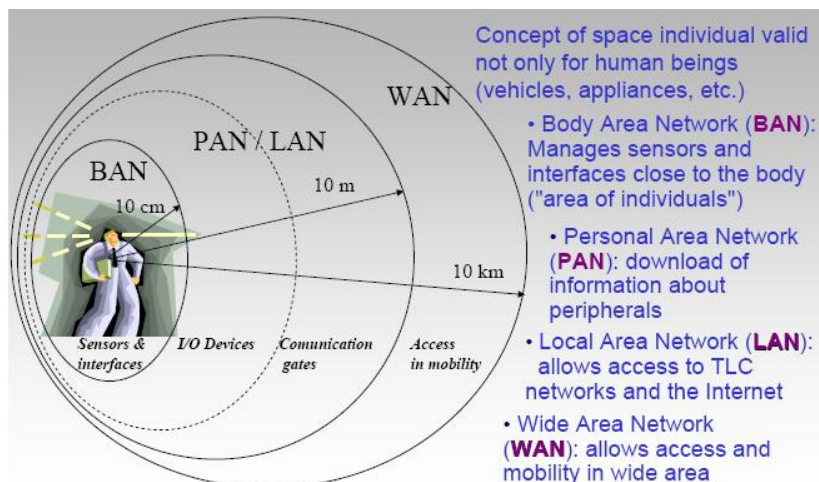 WAN
PAN / LAN
BAN
10 m
10 cm
10 km
Sensors &
interfaces
I/O Devices
Comunication
gates
Access
in mobility
Concept of space individual valid
not only for human beings
(vehicles, appliances, etc.)
• Body Area Network (BAN):
Manages sensors and
interfaces close to the body
("area of individuals")
• Personal Area Network
(PAN): download of
information about
peripherals
• Local Area Network (LAN):
allows access to TLC
networks and the Internet
• Wide Area Network
(WAN): allows access and
mobility in wide area